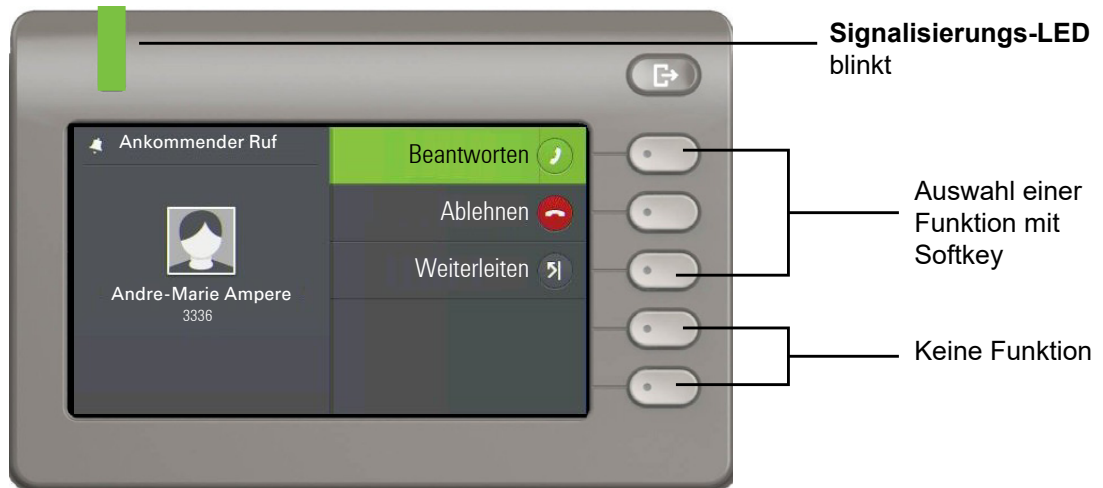 Signalisierungs-LED
blinkt
Ankommender Ruf
Beantworten
Ablehnen
Weiterleiten
Andre-Marie Ampere
3336
Auswahl einer
Funktion mit
Softkey
Keine Funktion